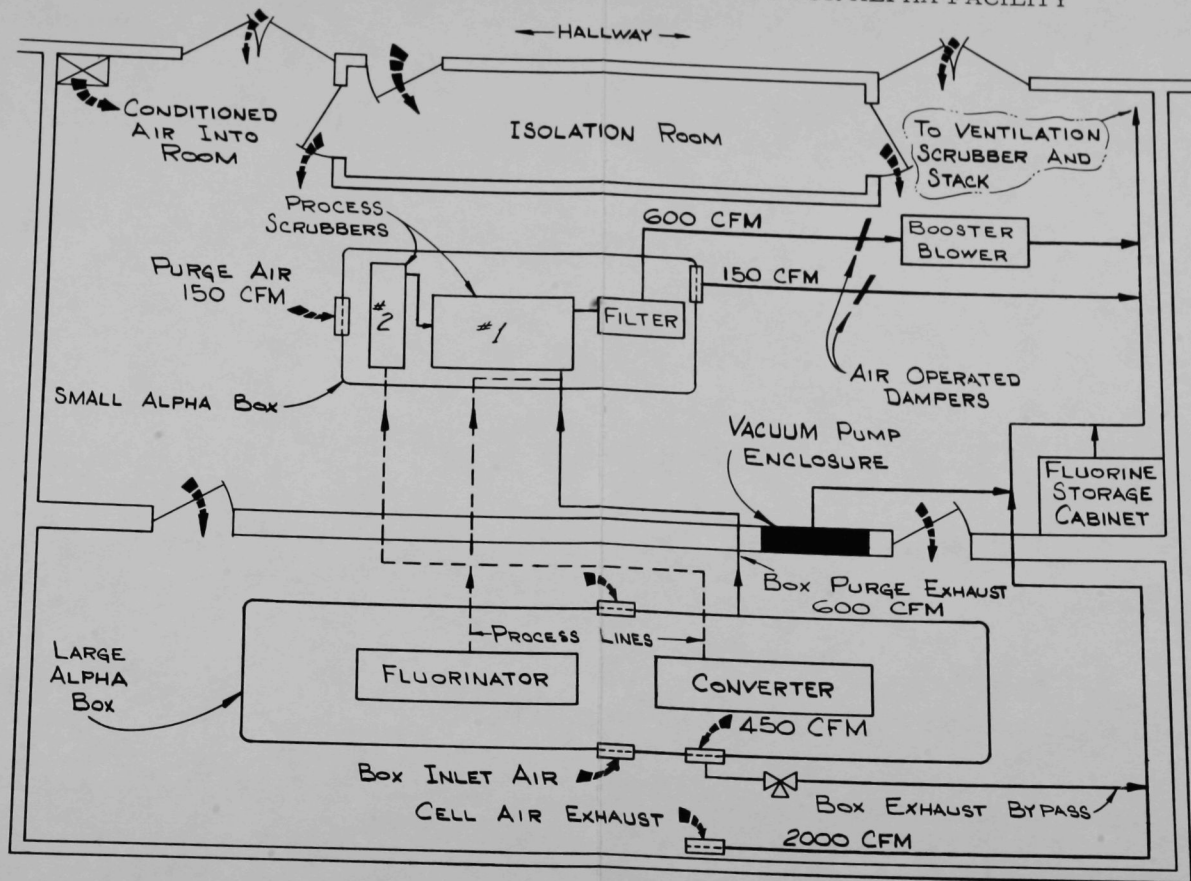 ALPHA FACILITY
HALLWAY
CONDITIONED
AIR INTO
ROOM
ISOLATION ROOM
TO VENTILATION
SCRUBBER AND
STACK
PROCESS
SCRUBBERS
600 CFM
BOOSTER
BLOWER
PURGE AIR
150 CFM
150 CFM
#2
#1
FILTER
AIR OPERATED
DAMPERS
SMALL ALPHA BOX
VACUUM PUMP
ENCLOSURE
FLUORINE
STORAGE
CABINET
BOX PURGE EXHAUST
600 CFM
PROCESS LINES
LARGE
ALPHA
BOX
FLUORINATOR
CONVERTER
450 CFM
BOX INLET AIR
BOX EXHAUST BYPASS
CELL AIR EXHAUST
2000 CFM